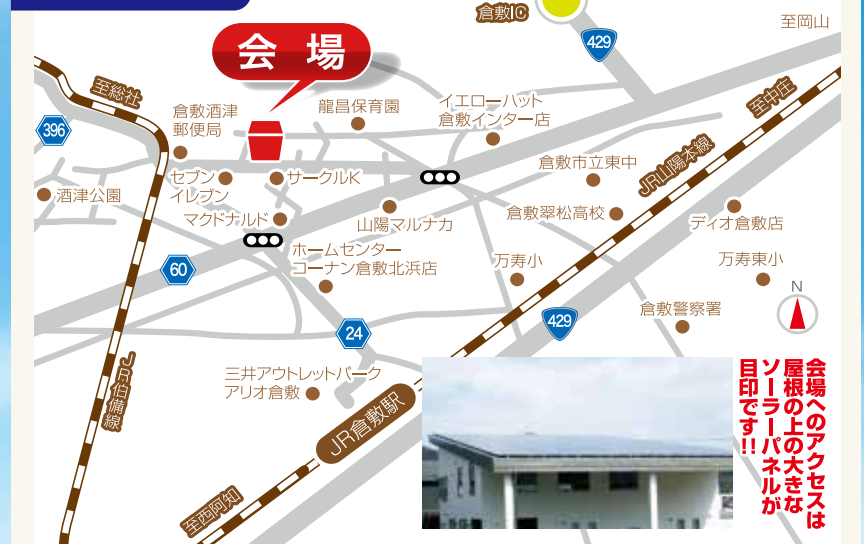 倉敷IC
至岡山
429
会場
至総社
396
倉敷酒津
郵便局
龍昌保育園
イエローハット
倉敷インター店
至中庄
JR山陽本線
倉敷市立東中
セブン
イレブン
サークルK
酒津公園
マクドナルド
山陽マルナカ
倉敷翠松高校
ディオ倉敷店
ホームセンター
コーナン倉敷北浜店
60
万寿小
万寿東小
N
倉敷警察署
24
429
JR伯備線
三井アウトレットパーク
アリオ倉敷
JR倉敷駅
至西阿知
会場へのアクセスは
屋根の上の大きな
ソーラーパネルが
目印です!!